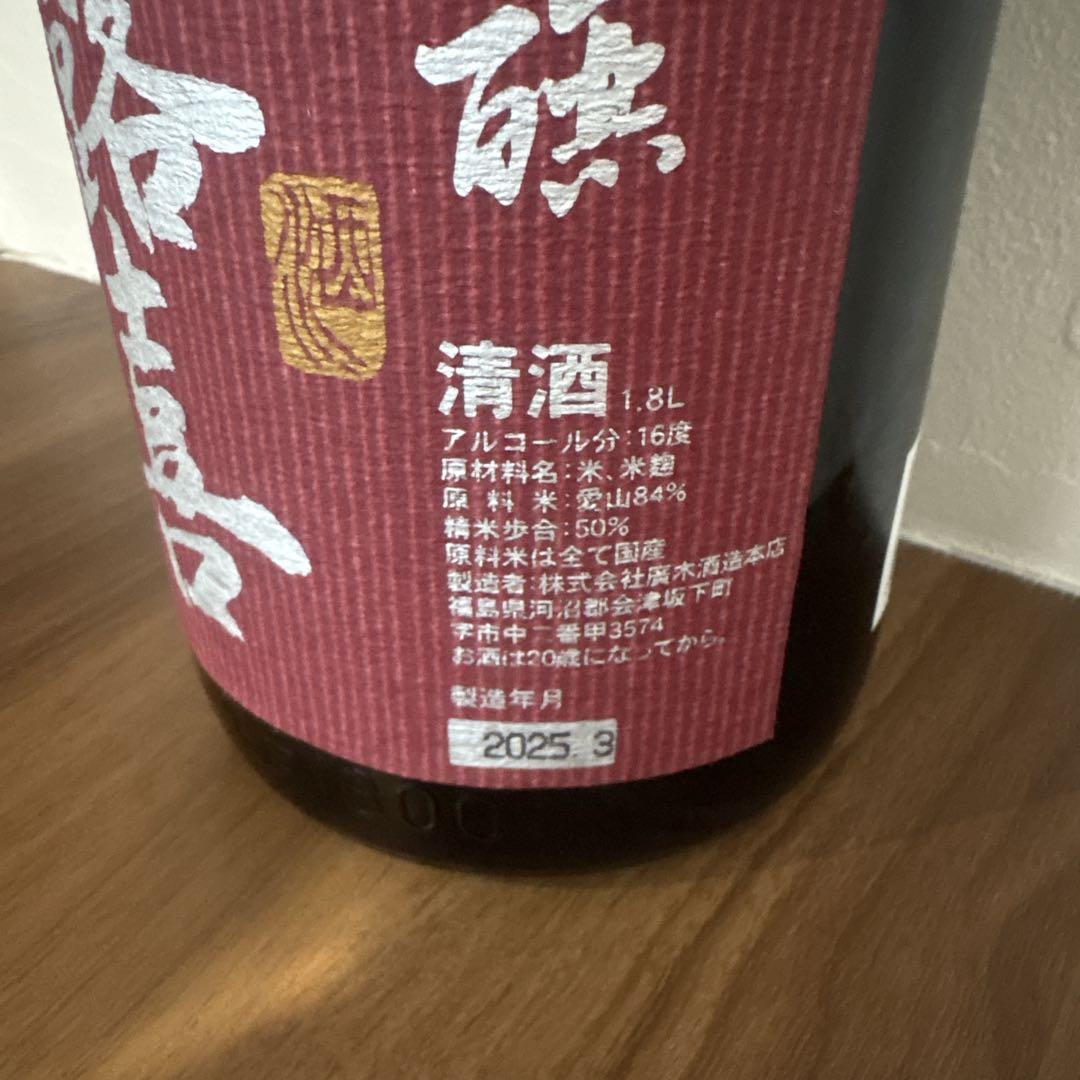 露喜
醸
清酒 1.8L
アルコール分:16度
原材料名:米、米麹
原料米:愛山84%
精米歩合:50%
原料米は全て国産
製造者:株式会社廣木酒造本店
福島県河沼郡会津坂下町
字市中二番甲3574
お酒は20歳になってから。
製造年月
2025. 3